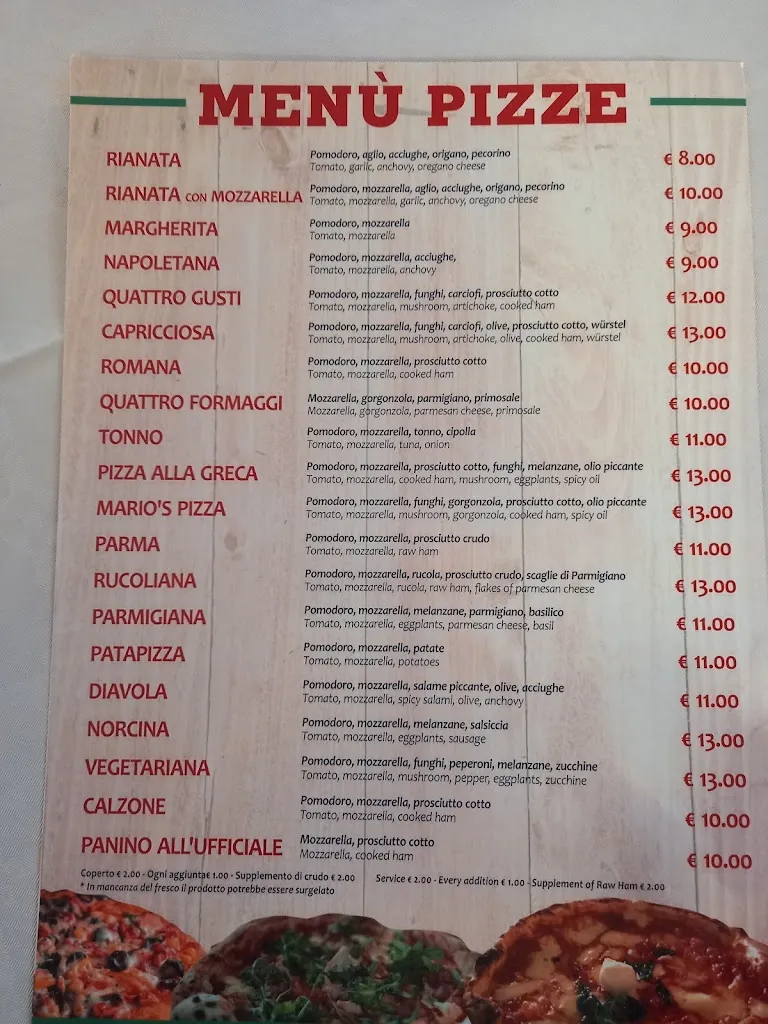 MENÙ PIZZE
RIANATA Pomodoro, aglio, acciughe, origano, pecorino € 8.00
Tomato, garlic, anchovy, oregano cheese
RIANATA CON MOZZARELLA Pomodoro, mozzarella, aglio, acciughe, origano, pecorino € 10.00
Tomato, mozzarella, garlic, anchovy, oregano cheese
MARGHERITA Pomodoro, mozzarella € 9.00
Tomato, mozzarella
NAPOLETANA Pomodoro, mozzarella, acciughe, € 9.00
Tomato, mozzarella, anchovy
QUATTRO GUSTI Pomodoro, mozzarella, funghi, carciofi, prosciutto cotto € 12.00
Tomato, mozzarella, mushroom, artichoke, cooked ham
CAPRICCIOSA Pomodoro, mozzarella, funghi, carciofi, olive, prosciutto cotto, würstel € 13.00
Tomato, mozzarella, mushroom, artichoke, olive, cooked ham, würstel
ROMANA Pomodoro, mozzarella, prosciutto cotto € 10.00
Tomato, mozzarella, cooked ham
QUATTRO FORMAGGI Mozzarella, gorgonzola, parmigiano, primosale € 10.00
Mozzarella, gorgonzola, parmesan cheese, primosale
TONNO Pomodoro, mozzarella, tonno, cipolla € 11.00
Tomato, mozzarella, tuna, onion
PIZZA ALLA GRECA Pomodoro, mozzarella, prosciutto cotto, funghi, melanzane, olio piccante € 13.00
Tomato, mozzarella, cooked ham, mushroom, eggplants, spicy oil
MARIO'S PIZZA Pomodoro, mozzarella, funghi, gorgonzola, prosciutto cotto, olio piccante € 13.00
Tomato, mozzarella, mushroom, gorgonzola, cooked ham, spicy oil
PARMA Pomodoro, mozzarella, prosciutto crudo € 11.00
Tomato, mozzarella, raw ham
RUCOLIANA Pomodoro, mozzarella, rucola, prosciutto crudo, scaglie di Parmigiano € 13.00
Tomato, mozzarella, rucola, raw ham, flakes of parmesan cheese
PARMIGIANA Pomodoro, mozzarella, melanzane, parmigiano, basilico € 11.00
Tomato, mozzarella, eggplants, parmesan cheese, basil
PATAPIZZA Pomodoro, mozzarella, patate € 11.00
Tomato, mozzarella, potatoes
DIAVOLA Pomodoro, mozzarella, salame piccante, olive, acciughe € 11.00
Tomato, mozzarella, spicy salami, olive, anchovy
NORCINA Pomodoro, mozzarella, melanzane, salsiccia € 13.00
Tomato, mozzarella, eggplants, sausage
VEGETARIANA Pomodoro, mozzarella, funghi, peperoni, melanzane, zucchine € 13.00
Tomato, mozzarella, mushroom, pepper, eggplants, zucchine
CALZONE Pomodoro, mozzarella, prosciutto cotto € 10.00
Tomato, mozzarella, cooked ham
PANINO ALL'UFFICIALE Mozzarella, prosciutto cotto € 10.00
Mozzarella, cooked ham
Coperto € 2.00 - Ogni aggiunta€ 1.00 - Supplemento di crudo € 2.00 Service € 2.00 - Every addition € 1.00 - Supplement of Raw Ham € 2.00
* In mancanza del fresco il prodotto potrebbe essere surgelato